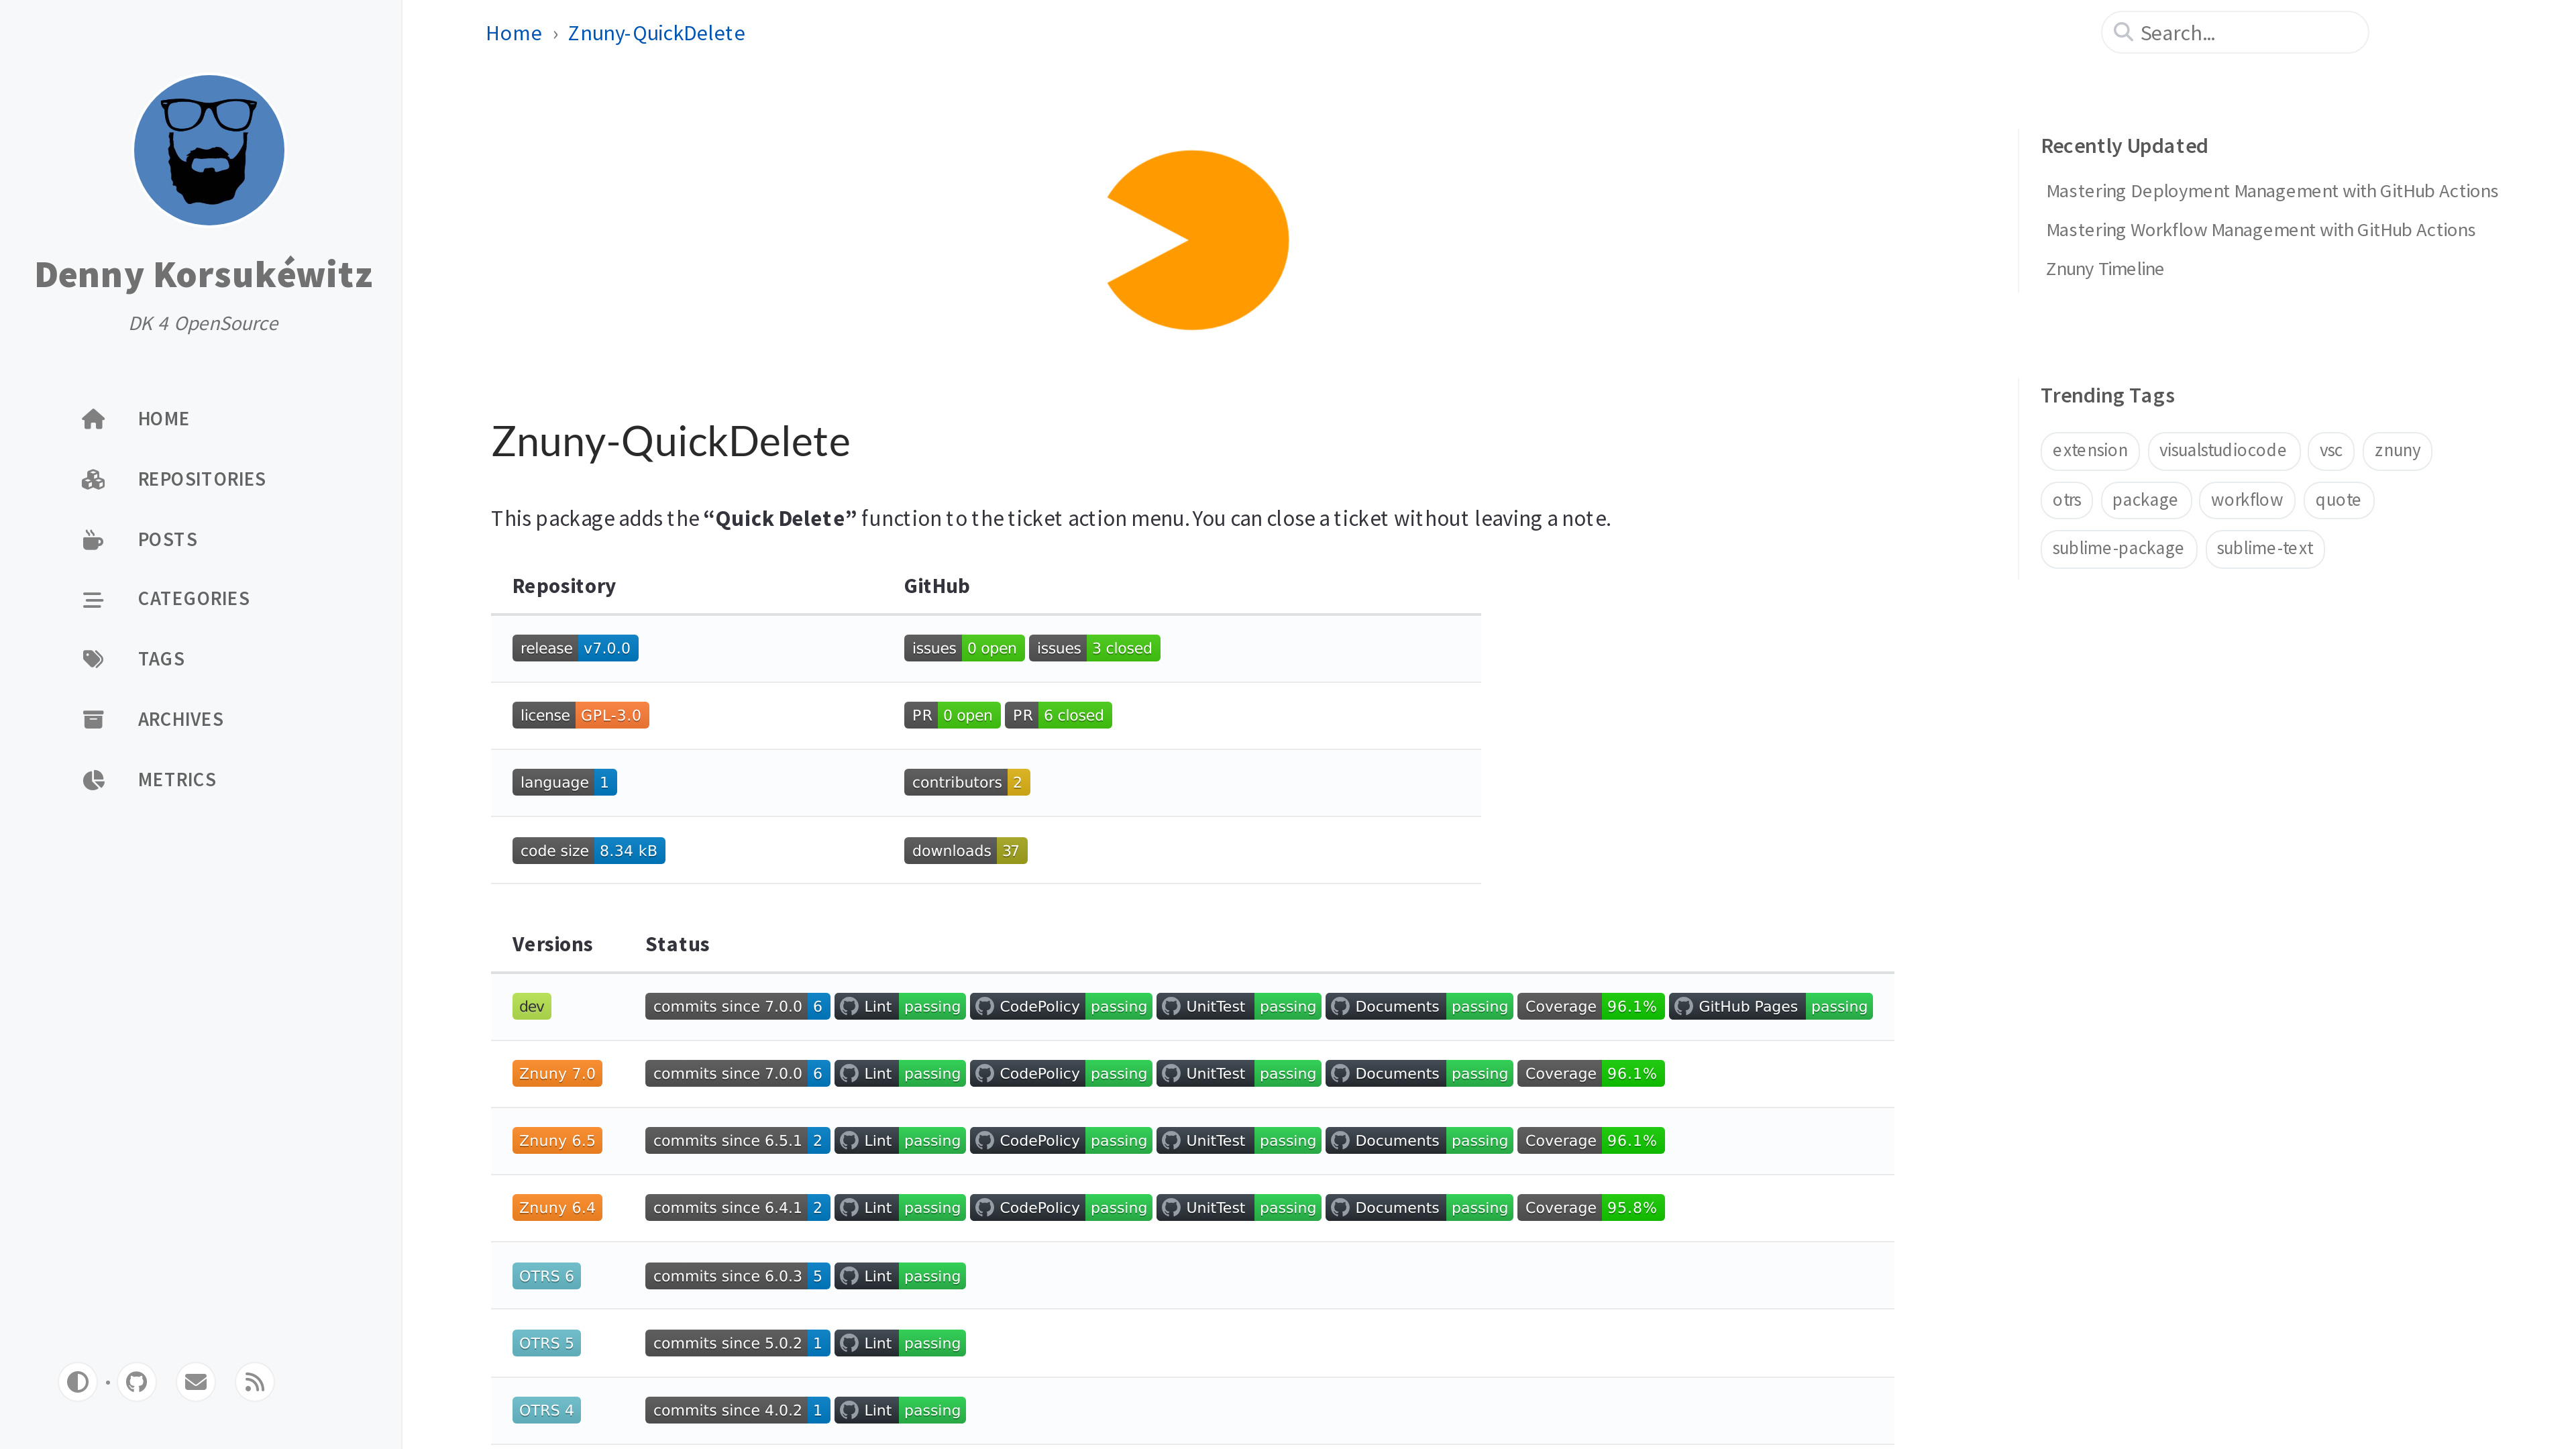 Denny Korsukéwitz
DK 4 OpenSource
HOME
REPOSITORIES
POSTS
CATEGORIES
TAGS
ARCHIVES
METRICS
Home › Znuny-QuickDelete
Search...
Znuny-QuickDelete
This package adds the “Quick Delete” function to the ticket action menu. You can close a ticket without leaving a note.
Repository GitHub
release v7.0.0 issues 0 open issues 3 closed
license GPL-3.0 PR 0 open PR 6 closed
language 1 contributors 2
code size 8.34 kB downloads 37
Versions Status
dev commits since 7.0.0 6 Lint passing CodePolicy passing UnitTest passing Documents passing Coverage 96.1% GitHub Pages passing
Znuny 7.0 commits since 7.0.0 6 Lint passing CodePolicy passing UnitTest passing Documents passing Coverage 96.1%
Znuny 6.5 commits since 6.5.1 2 Lint passing CodePolicy passing UnitTest passing Documents passing Coverage 96.1%
Znuny 6.4 commits since 6.4.1 2 Lint passing CodePolicy passing UnitTest passing Documents passing Coverage 95.8%
OTRS 6 commits since 6.0.3 5 Lint passing
OTRS 5 commits since 5.0.2 1 Lint passing
OTRS 4 commits since 4.0.2 1 Lint passing
Recently Updated
Mastering Deployment Management with GitHub Actions
Mastering Workflow Management with GitHub Actions
Znuny Timeline
Trending Tags
extension visualstudiocode vsc znuny
otrs package workflow quote
sublime-package sublime-text